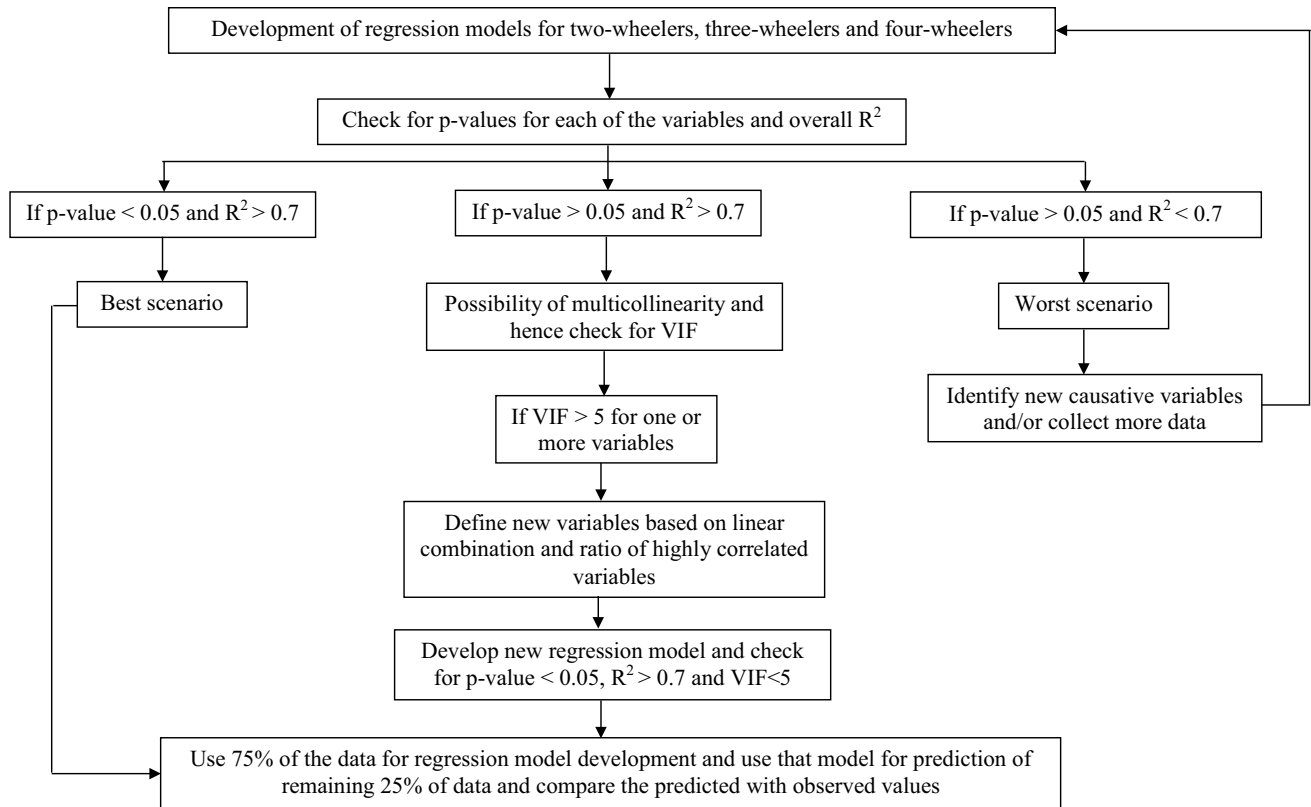 Development of regression models for two-wheelers, three-wheelers and four-wheelers
Check for p-values for each of the variables and overall R²
If p-value < 0.05 and R² > 0.7
If p-value > 0.05 and R² > 0.7
If p-value > 0.05 and R² < 0.7
Best scenario
Possibility of multicollinearity and
hence check for VIF
Worst scenario
If VIF > 5 for one or
more variables
Identify new causative variables
and/or collect more data
Define new variables based on linear
combination and ratio of highly correlated
variables
Develop new regression model and check
for p-value < 0.05, R² > 0.7 and VIF<5
Use 75% of the data for regression model development and use that model for prediction of
remaining 25% of data and compare the predicted with observed values